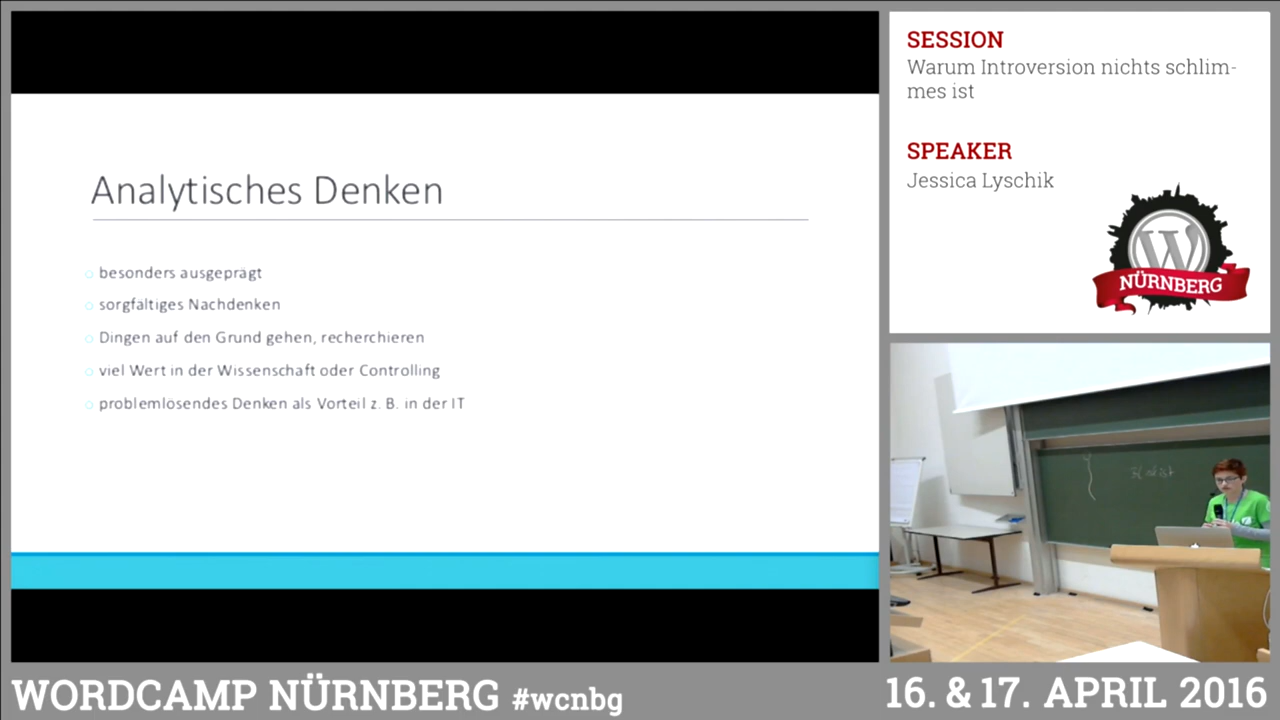 Analytisches Denken
besonders ausgeprägt
sorgfältiges Nachdenken
Dingen auf den Grund gehen, recherchieren
viel Wert in der Wissenschaft oder Controlling
problemlösendes Denken als Vorteil z. B. in der IT
SESSION
Warum Introversion nichts schlim-
mes ist
SPEAKER
Jessica Lyschik
W
NÜRNBERG
WORDCAMP NÜRNBERG #wcnbg
16. & 17. APRIL 2016